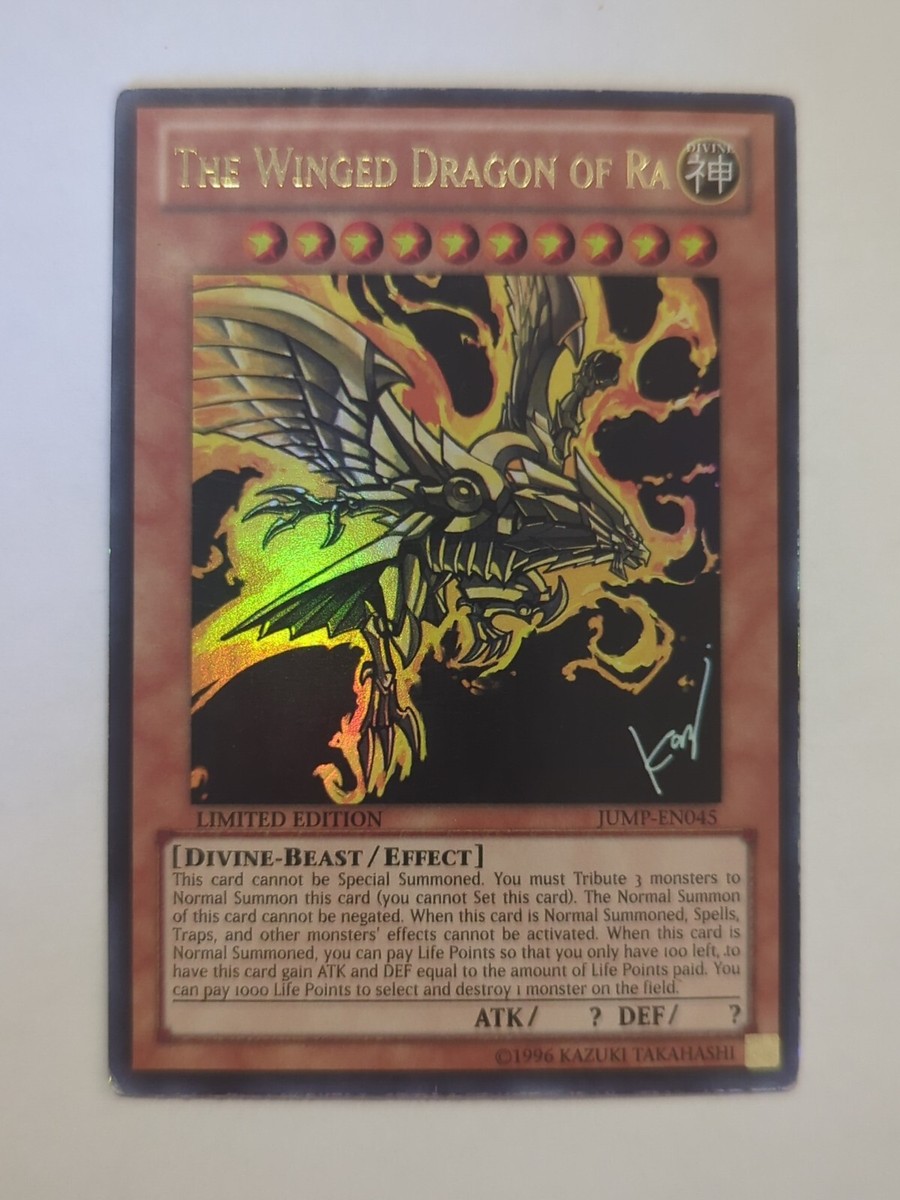 THE WINGED DRAGON OF RA
DIVINE
神
LIMITED EDITION JUMP-EN045
[DIVINE-BEAST/EFFECT]
This card cannot be Special Summoned. You must Tribute 3 monsters to
Normal Summon this card (you cannot Set this card). The Normal Summon
of this card cannot be negated. When this card is Normal Summoned, Spells,
Traps, and other monsters' effects cannot be activated. When this card is
Normal Summoned, you can pay Life Points so that you only have 100 left, to
have this card gain ATK and DEF equal to the amount of Life Points paid. You
can pay 1000 Life Points to select and destroy 1 monster on the field.
ATK/ ? DEF/ ?
©1996 KAZUKI TAKAHASHI